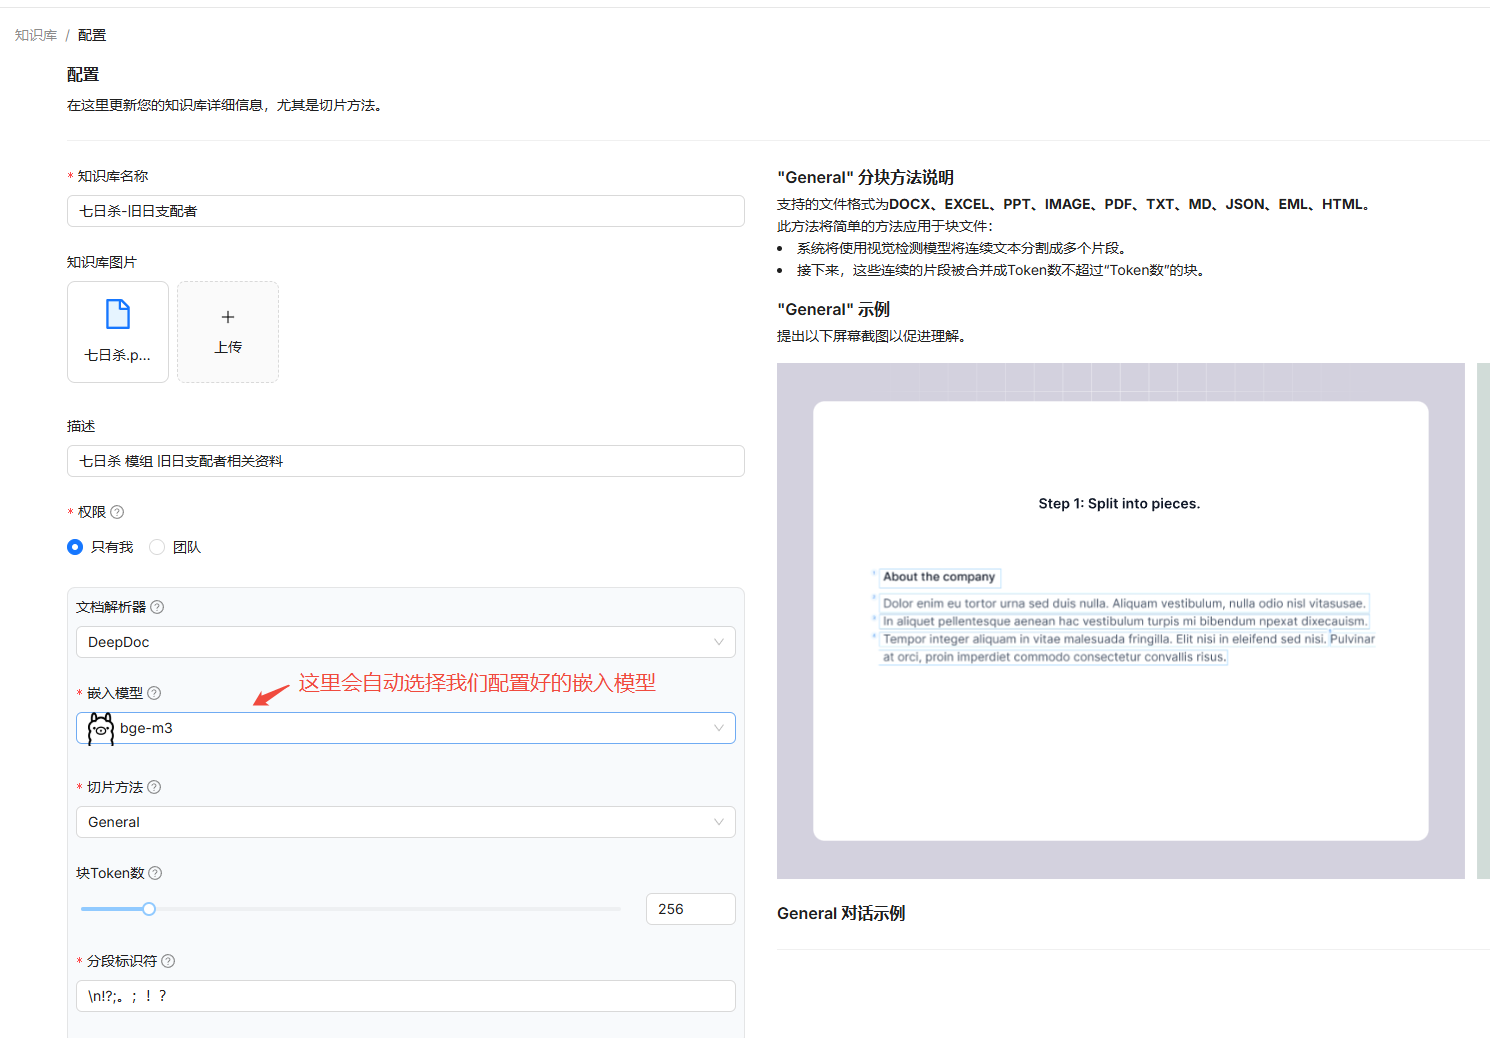 知识库 / 配置
配置
在这里更新您的知识库详细信息，尤其是切片方法。
* 知识库名称
七日杀-旧日支配者
知识库图片
七日杀.p...
+
上传
描述
七日杀 模组 旧日支配者相关资料
* 权限
只有我 团队
文档解析器
DeepDoc
* 嵌入模型
这里会自动选择我们配置好的嵌入模型
bge-m3
* 切片方法
General
块Token数
256
* 分段标识符
\n!?;。；！？
"General" 分块方法说明
支持的文件格式为DOCX、EXCEL、PPT、IMAGE、PDF、TXT、MD、JSON、EML、HTML。
此方法将简单的方法应用于块文件：
• 系统将使用视觉检测模型将连续文本分割成多个片段。
• 接下来，这些连续的片段被合并成Token数不超过“Token数”的块。
"General" 示例
提出以下屏幕截图以促进理解。
Step 1: Split into pieces.
About the company
Dolor enim eu tortor urna sed duis nulla. Aliquam vestibulum, nulla odio nisl vitasusae.
In aliquet pellentesque aenean hac vestibulum turpis mi bibendum npexat dixecauism.
Tempor integer aliquam in vitae malesuada fringilla. Elit nisi in eleifend sed nisi. Pulvinar
at orci, proin imperdiet commodo consectetur convallis risus.
General 对话示例